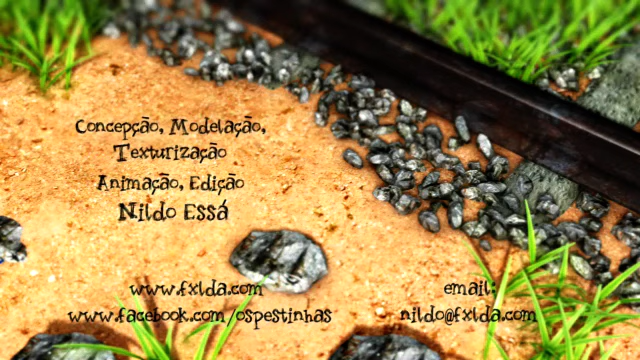 Concepção, Modelação,
Texturização
Animação, Edição
Nildo Essá
www.fxlda.com
www.facebook.com/ospestinhas
email:
nildo@fxlda.com